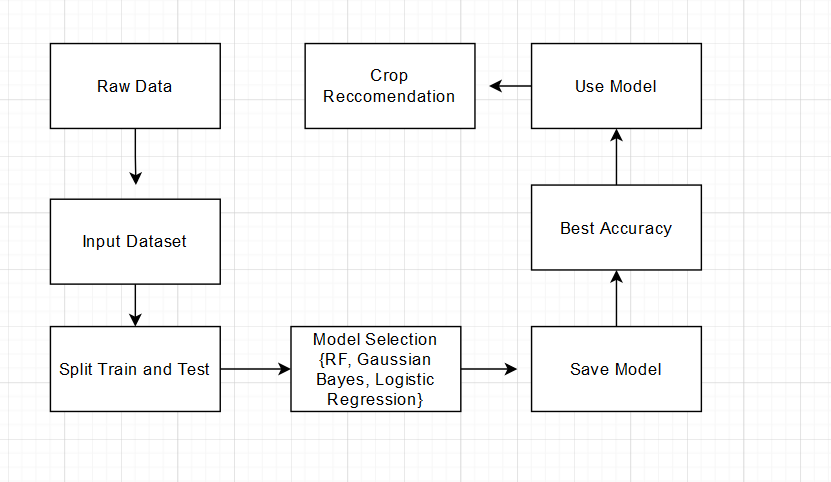 Raw Data
Crop
Reccomendation
Use Model
Input Dataset
Best Accuracy
Split Train and Test
Model Selection
{RF, Gaussian
Bayes, Logistic
Regression}
Save Model